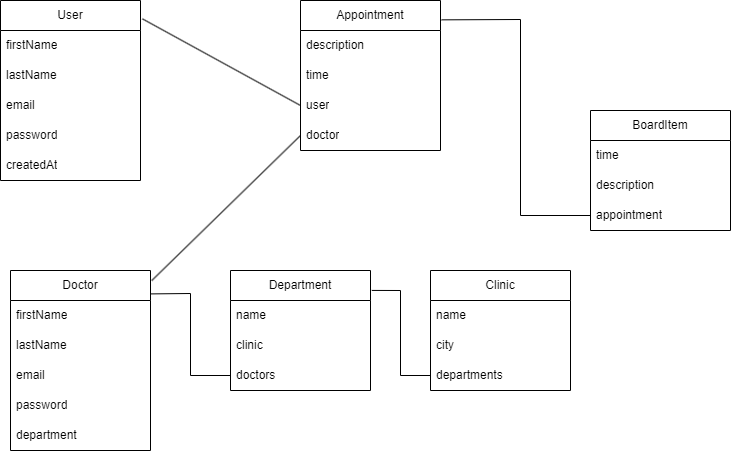 User
firstName
lastName
email
password
createdAt
Appointment
description
time
user
doctor
BoardItem
time
description
appointment
Doctor
firstName
lastName
email
password
department
Department
name
clinic
doctors
Clinic
name
city
departments